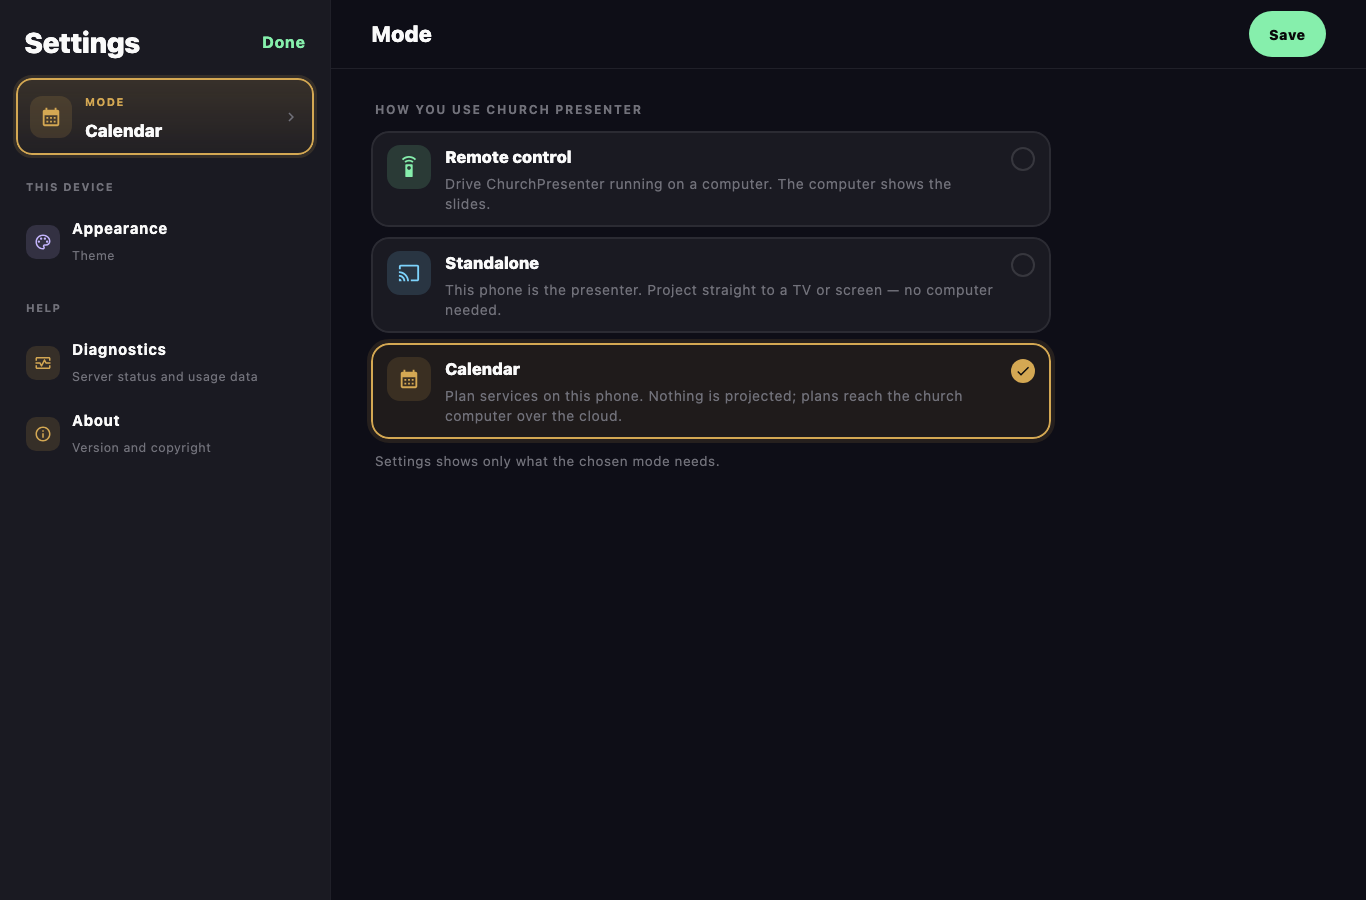 Settings
Done
MODE
Calendar
THIS DEVICE
Appearance
Theme
HELP
Diagnostics
Server status and usage data
About
Version and copyright
Mode
Save
HOW YOU USE CHURCH PRESENTER
Remote control
Drive ChurchPresenter running on a computer. The computer shows the
slides.
Standalone
This phone is the presenter. Project straight to a TV or screen — no computer
needed.
Calendar
Plan services on this phone. Nothing is projected; plans reach the church
computer over the cloud.
Settings shows only what the chosen mode needs.